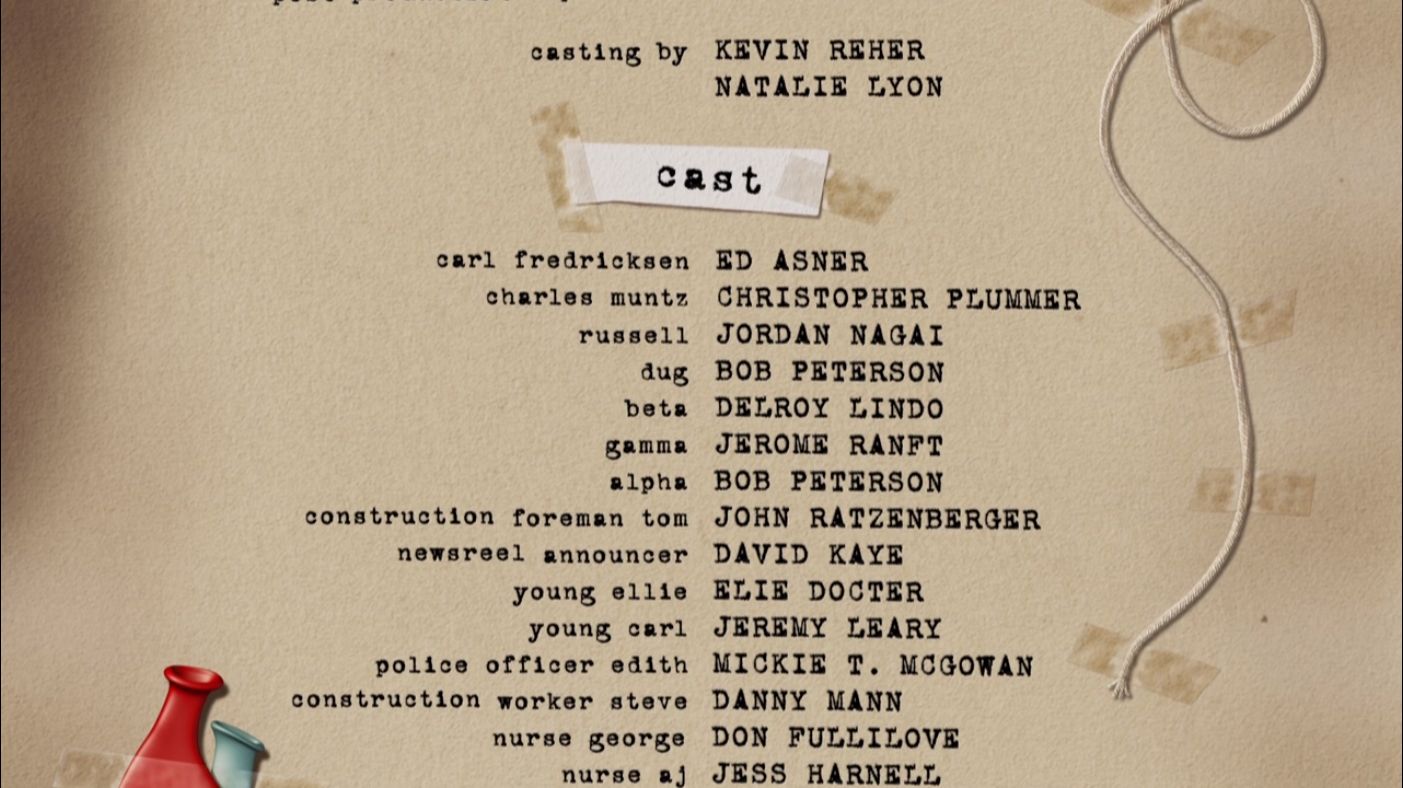 casting by KEVIN REHER
NATALIE LYON
cast
carl fredricksen ED ASNER
charles muntz CHRISTOPHER PLUMMER
russell JORDAN NAGAI
dug BOB PETERSON
beta DELROY LINDO
gamma JEROME RANFT
alpha BOB PETERSON
construction foreman tom JOHN RATZENBERGER
newsreel announcer DAVID KAYE
young ellie ELIE DOCTER
young carl JEREMY LEARY
police officer edith MICKIE T. MCGOWAN
construction worker steve DANNY MANN
nurse george DON FULLILOVE
nurse aj JESS HARNELL